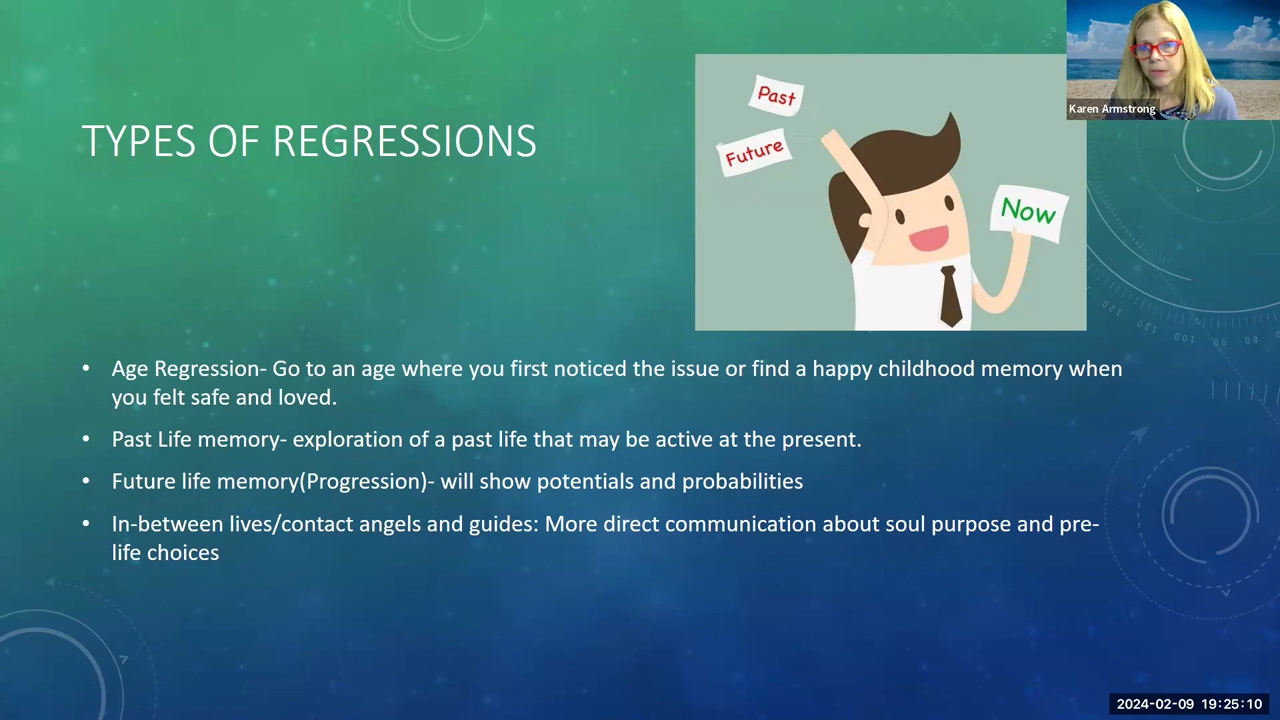 TYPES OF REGRESSIONS
Past
Future
Now
Karen Armstrong
• Age Regression- Go to an age where you first noticed the issue or find a happy childhood memory when
you felt safe and loved.
• Past Life memory- exploration of a past life that may be active at the present.
• Future life memory(Progression)- will show potentials and probabilities
• In-between lives/contact angels and guides: More direct communication about soul purpose and pre-
life choices
2024-02-09 19:25:10